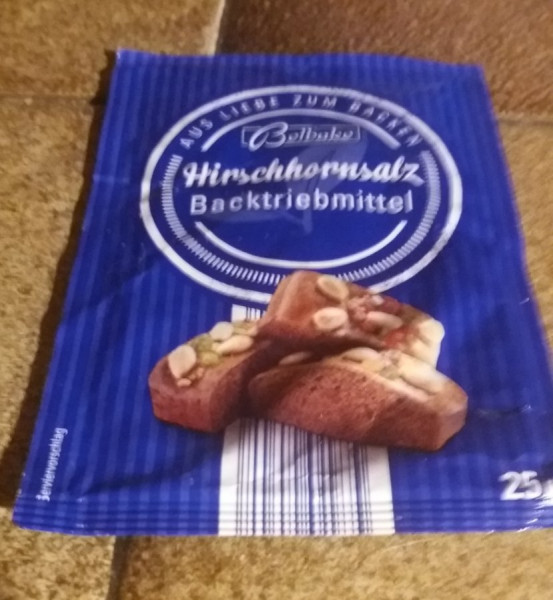 AUS LIEBE ZUM BACKEN
Belbake
Hirschhornsalz
Backtriebmittel
Serviervorschlag
25